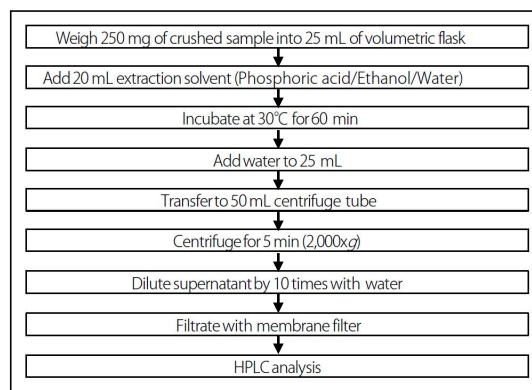 Weigh 250 mg of crushed sample into 25 mL of volumetric flask
Add 20 mL extraction solvent (Phosphoric acid/Ethanol/Water)
Incubate at 30°C for 60 min
Add water to 25 mL
Transfer to 50 mL centrifuge tube
Centrifuge for 5 min (2,000xg)
Dilute supernatant by 10 times with water
Filtrate with membrane filter
HPLC analysis